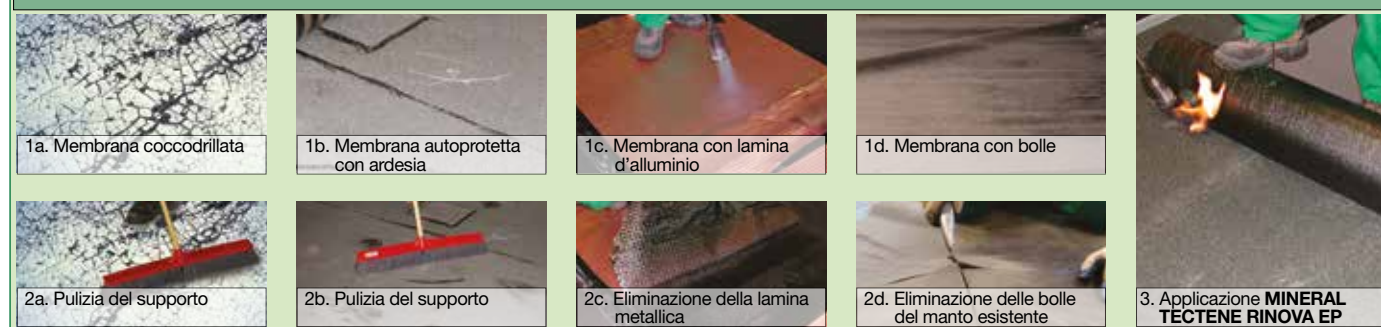 1a. Membrana coccodrillata
1b. Membrana autoprotetta
con ardesia
1c. Membrana con lamina
d'alluminio
1d. Membrana con bolle
2a. Pulizia del supporto
2b. Pulizia del supporto
2c. Eliminazione della lamina
metallica
2d. Eliminazione delle bolle
del manto esistente
3. Applicazione MINERAL
TECTENE RINOVA EP